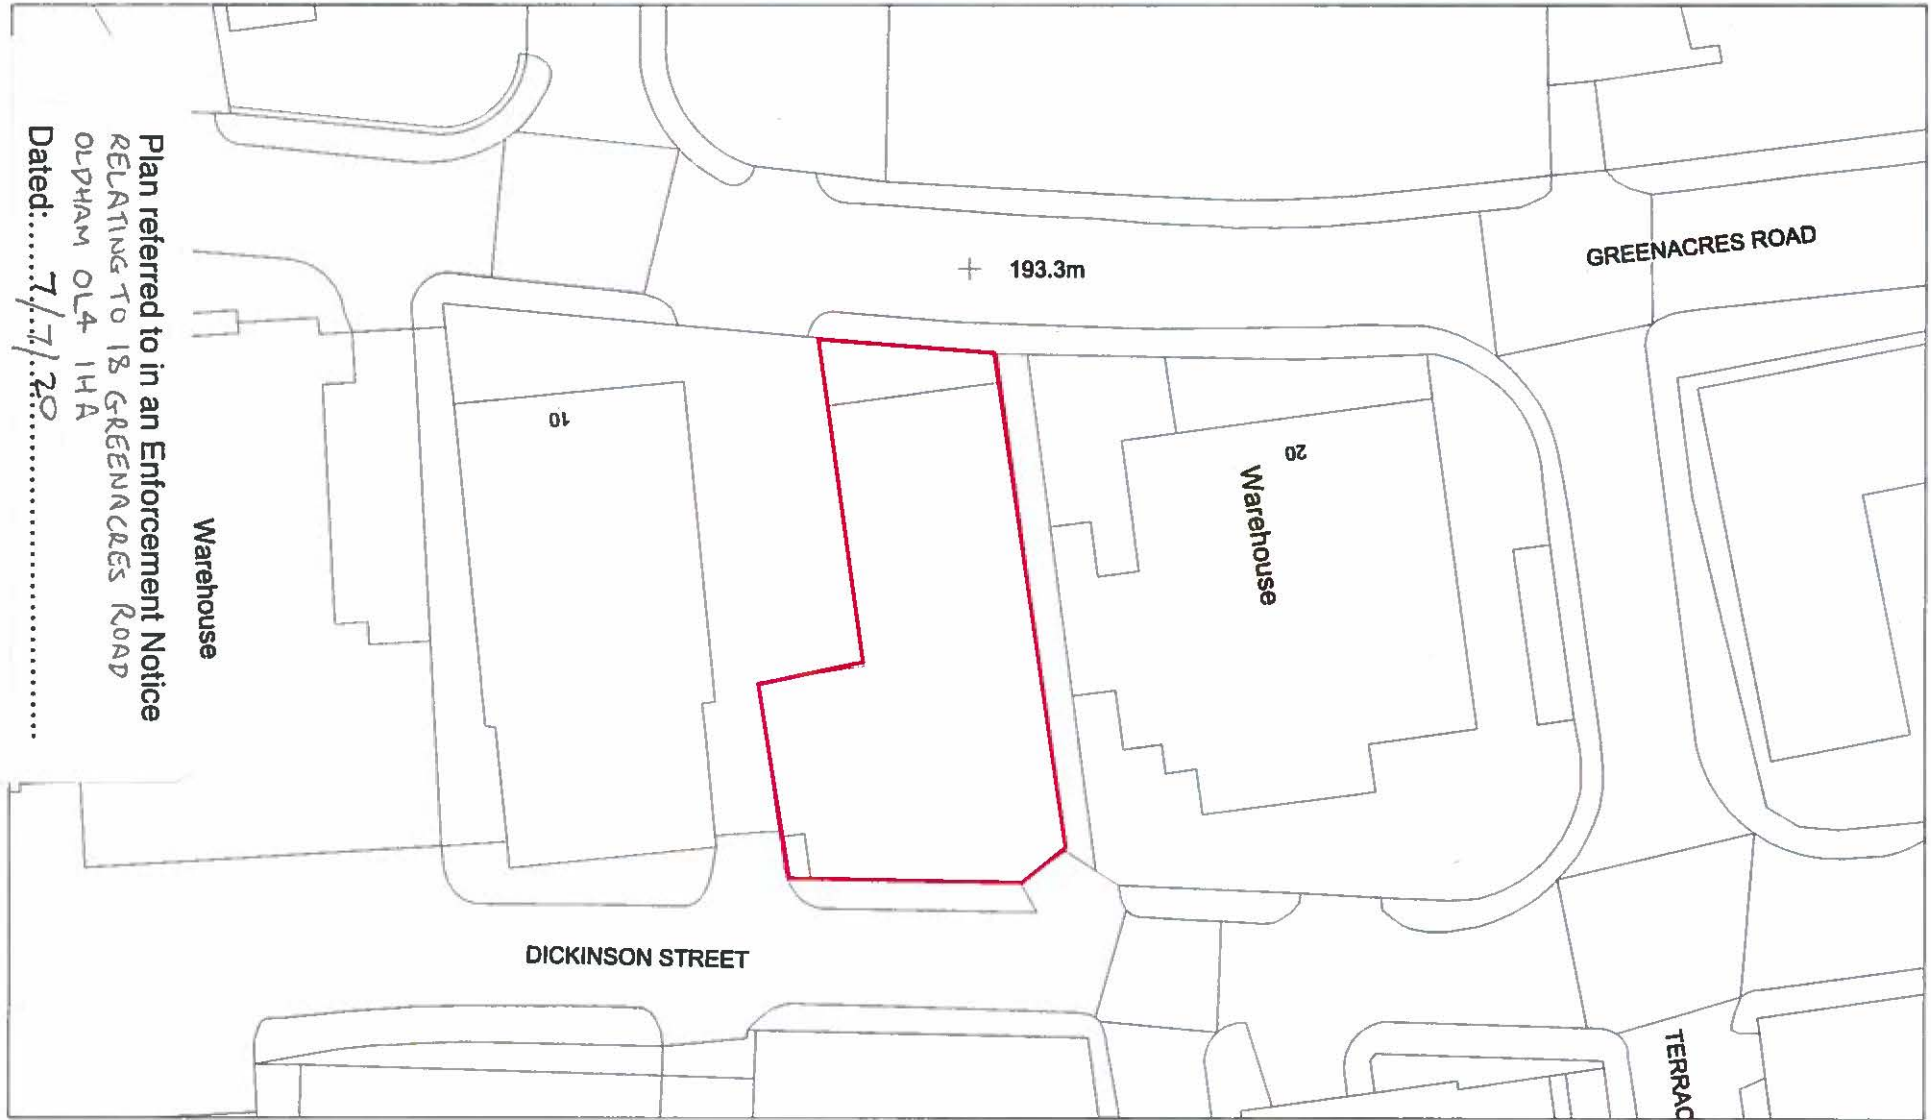 GREENACRES ROAD
193.3m
10
20
Warehouse
Warehouse
Plan referred to in an Enforcement Notice
RELATING TO 18 GREENACRES ROAD
OLDHAM OL4 1HA
Dated:.......7/7/20..............................
DICKINSON STREET
TERRAC